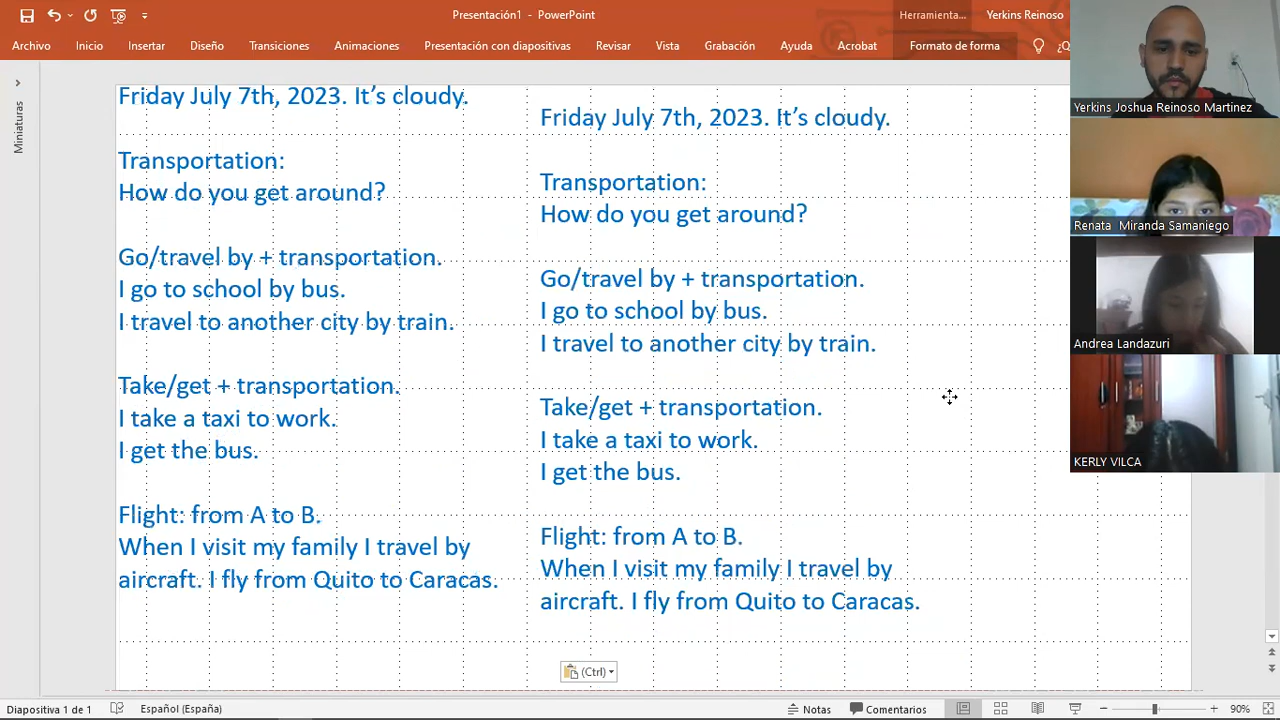 Presentación1 - PowerPoint
Herramienta...
Yerkins Reinoso
Archivo
Inicio
Insertar
Diseño
Transiciones
Animaciones
Presentación con diapositivas
Revisar
Vista
Grabación
Ayuda
Acrobat
Formato de forma
¿Q
Miniaturas
Friday July 7th, 2023. It’s cloudy.
Transportation:
How do you get around?
Go/travel by + transportation.
I go to school by bus.
I travel to another city by train.
Take/get + transportation.
I take a taxi to work.
I get the bus.
Flight: from A to B.
When I visit my family I travel by
aircraft. I fly from Quito to Caracas.
Friday July 7th, 2023. It’s cloudy.
Transportation:
How do you get around?
Go/travel by + transportation.
I go to school by bus.
I travel to another city by train.
Take/get + transportation.
I take a taxi to work.
I get the bus.
Flight: from A to B.
When I visit my family I travel by
aircraft. I fly from Quito to Caracas.
(Ctrl)
Yerkins Joshua Reinoso Martinez
Renata Miranda Samaniego
Andrea Landazuri
KERLY VILCA
Diapositiva 1 de 1
Español (España)
Notas
Comentarios
90%